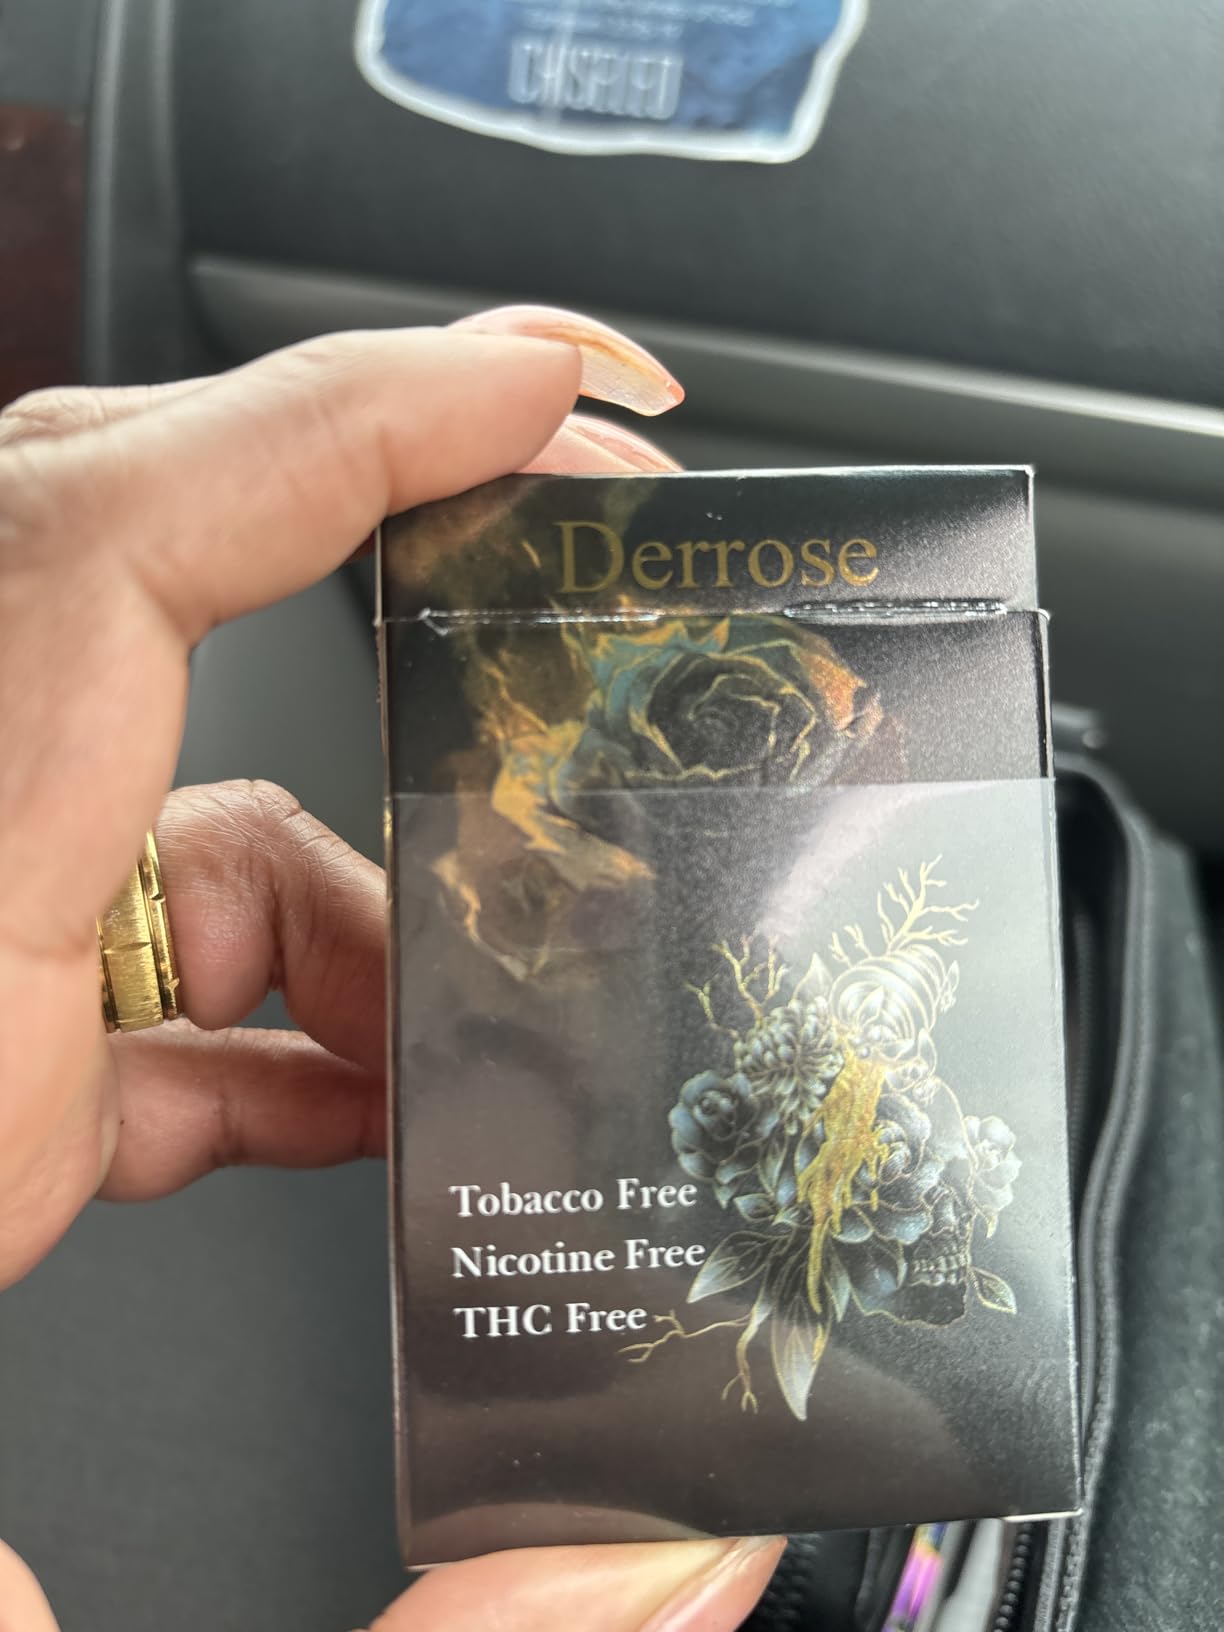 Derrose
Tobacco Free
Nicotine Free
THC Free